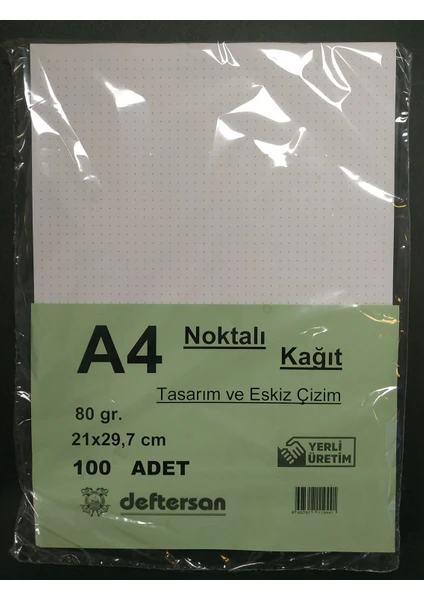 A4 Noktalı
Kağıt
Tasarım ve Eskiz Çizim
80 gr.
21x29,7 cm
100 ADET
YERLİ
ÜRETİM
deftersan